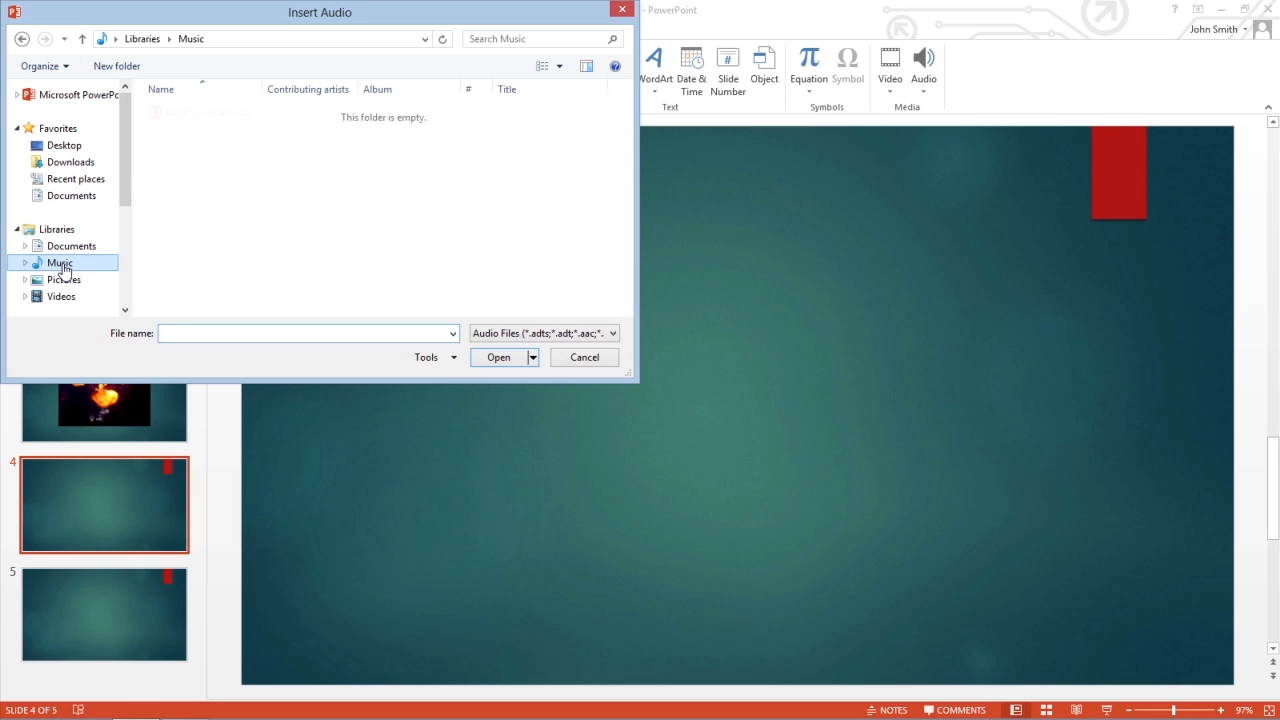 Insert Audio
- PowerPoint
John Smith
Libraries
Music
Search Music
Organize
New folder
Name
Contributing artists
Album
#
Title
This folder is empty.
Microsoft PowerPo
Favorites
Desktop
Downloads
Recent places
Documents
Libraries
Documents
Music
Pictures
Videos
File name:
Audio Files (*.adts;*.adt;*.aac;*.
Tools
Open
Cancel
WordArt
Date &
Time
Slide
Number
Object
Text
Equation
Symbol
Symbols
Video
Audio
Media
4
5
SLIDE 4 OF 5
NOTES
COMMENTS
97%